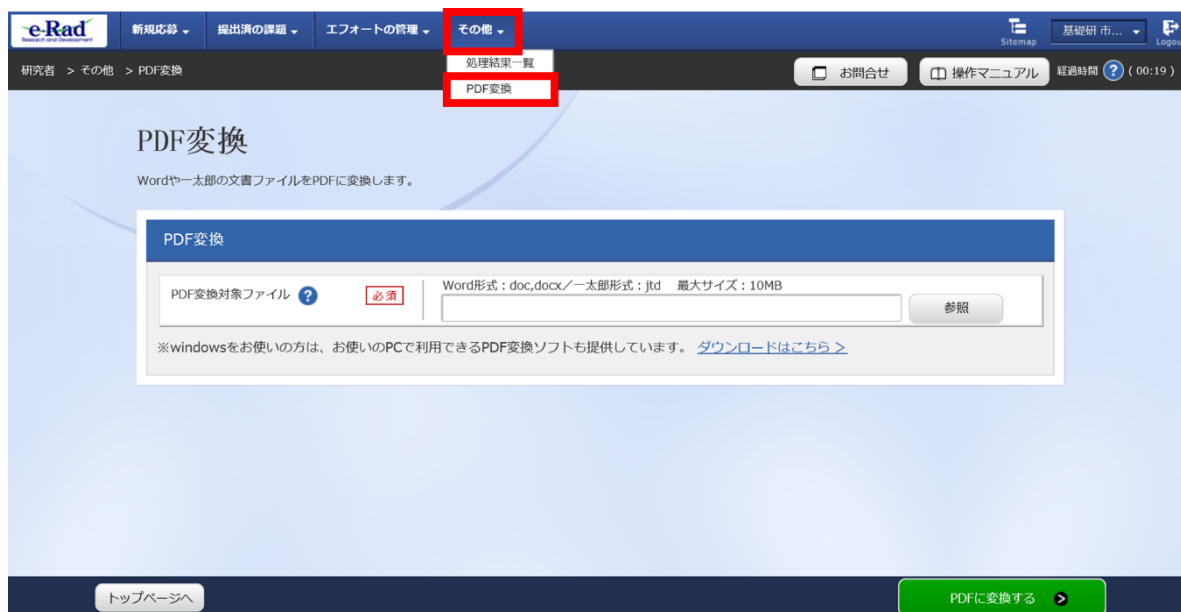 e-Rad 新規応募 提出済の課題 エフォートの管理 その他 Sitemap 基礎研 市... Logou
Research and Development
処理結果一覧
PDF変換
研究者 > その他 > PDF変換 お問合せ 操作マニュアル 経過時間 ? ( 00:19 )
PDF変換
Wordや一太郎の文書ファイルをPDFに変換します。
PDF変換
PDF変換対象ファイル ? 必須 Word形式：doc,docx／一太郎形式：jtd 最大サイズ：10MB
参照
※windowsをお使いの方は、お使いのPCで利用できるPDF変換ソフトも提供しています。 ダウンロードはこちら >
トップページへ PDFに変換する